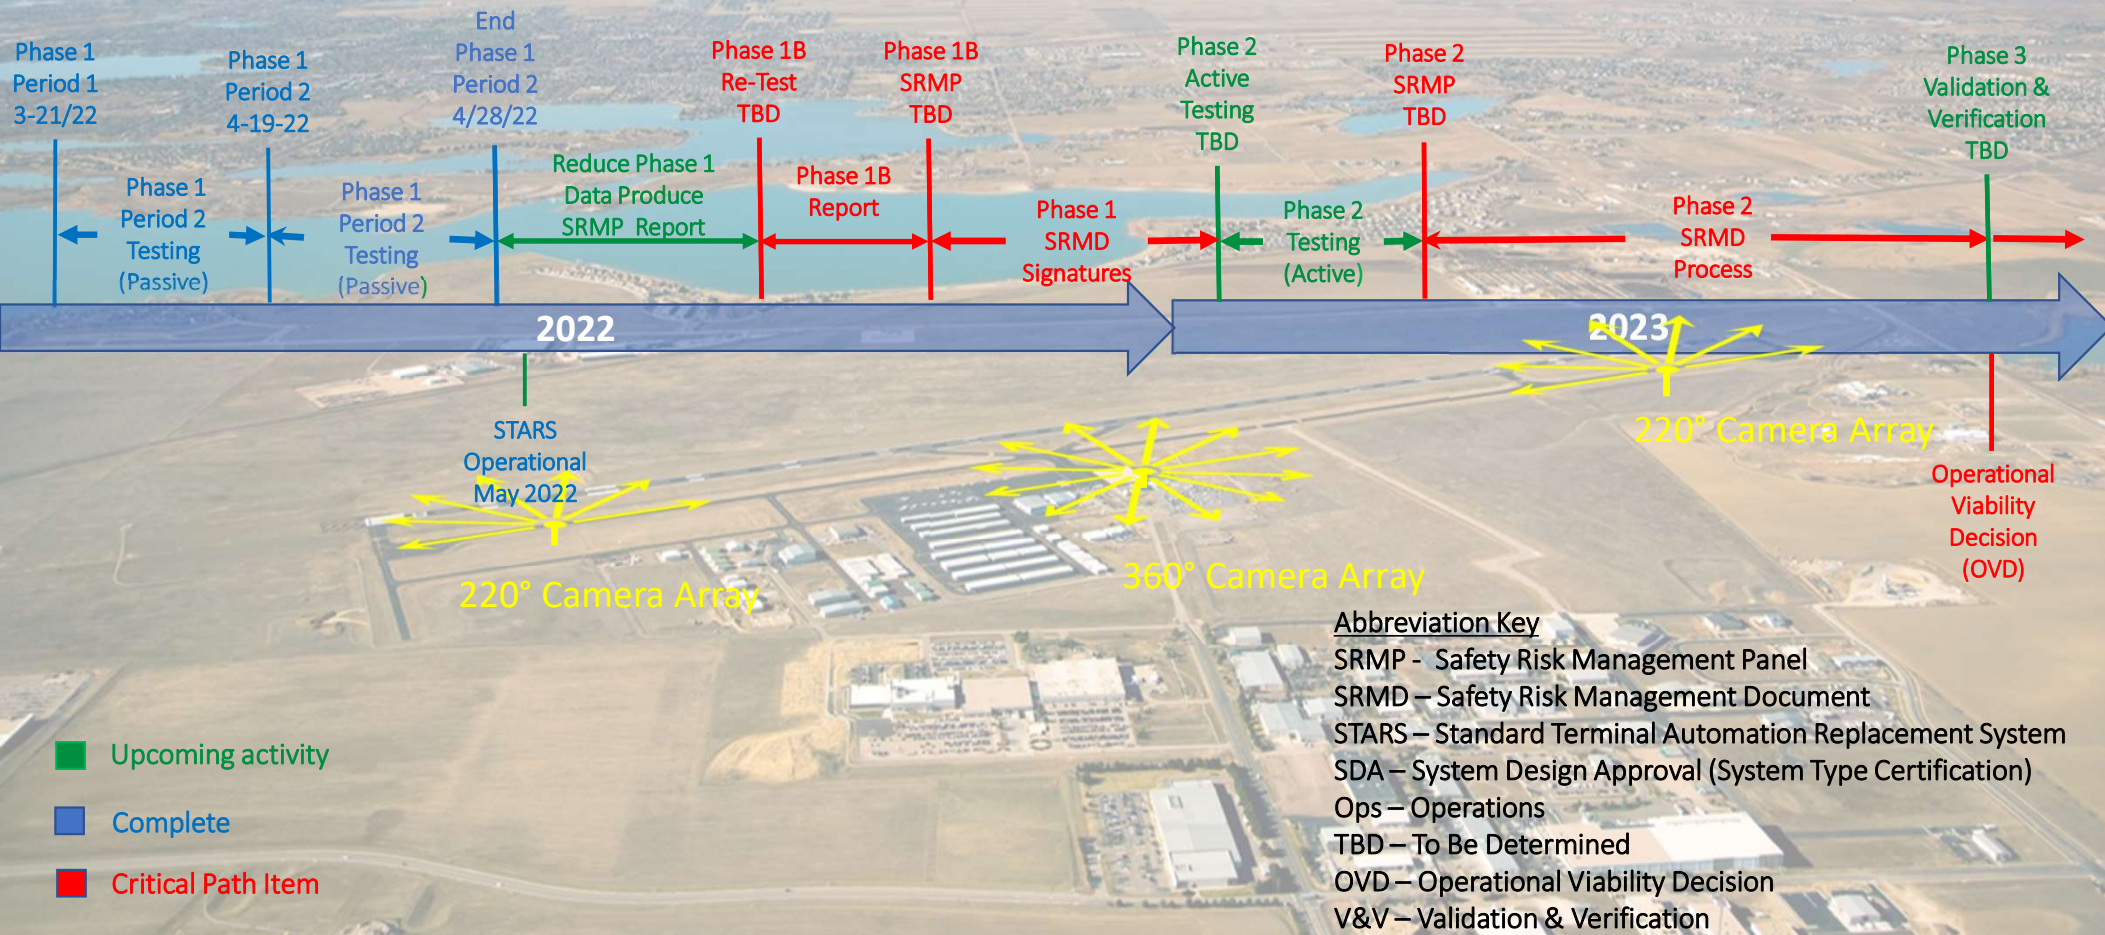 Phase 1
Period 1
3-21/22
Phase 1
Period 2
4-19-22
End
Phase 1
Period 2
4/28/22
Phase 1B
Re-Test
TBD
Phase 1B
SRMP
TBD
Phase 2
Active
Testing
TBD
Phase 2
SRMP
TBD
Phase 3
Validation &
Verification
TBD
Phase 1
Period 2
Testing
(Passive)
Phase 1
Period 2
Testing
(Passive)
Reduce Phase 1
Data Produce
SRMP Report
Phase 1B
Report
Phase 1
SRMD
Signatures
Phase 2
Testing
(Active)
Phase 2
SRMD
Process
2022
2023
STARS
Operational
May 2022
220° Camera Array
360° Camera Array
220° Camera Array
Operational
Viability
Decision
(OVD)
Upcoming activity
Complete
Critical Path Item
Abbreviation Key
SRMP - Safety Risk Management Panel
SRMD – Safety Risk Management Document
STARS – Standard Terminal Automation Replacement System
SDA – System Design Approval (System Type Certification)
Ops – Operations
TBD – To Be Determined
OVD – Operational Viability Decision
V&V – Validation & Verification